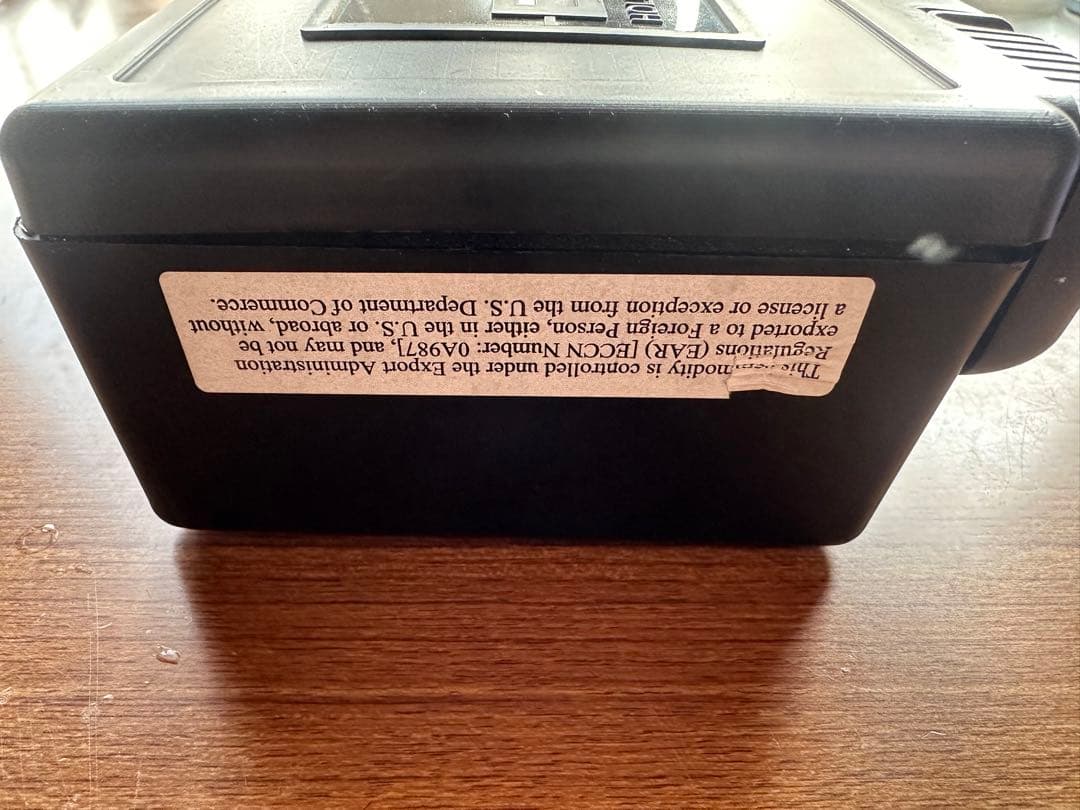 This commodity is controlled under the Export Administration
Regulations (EAR) [ECCN Number: 0A987], and may not be
exported to a Foreign Person, either in the U.S. or abroad, without
a license or exception from the U.S. Department of Commerce.